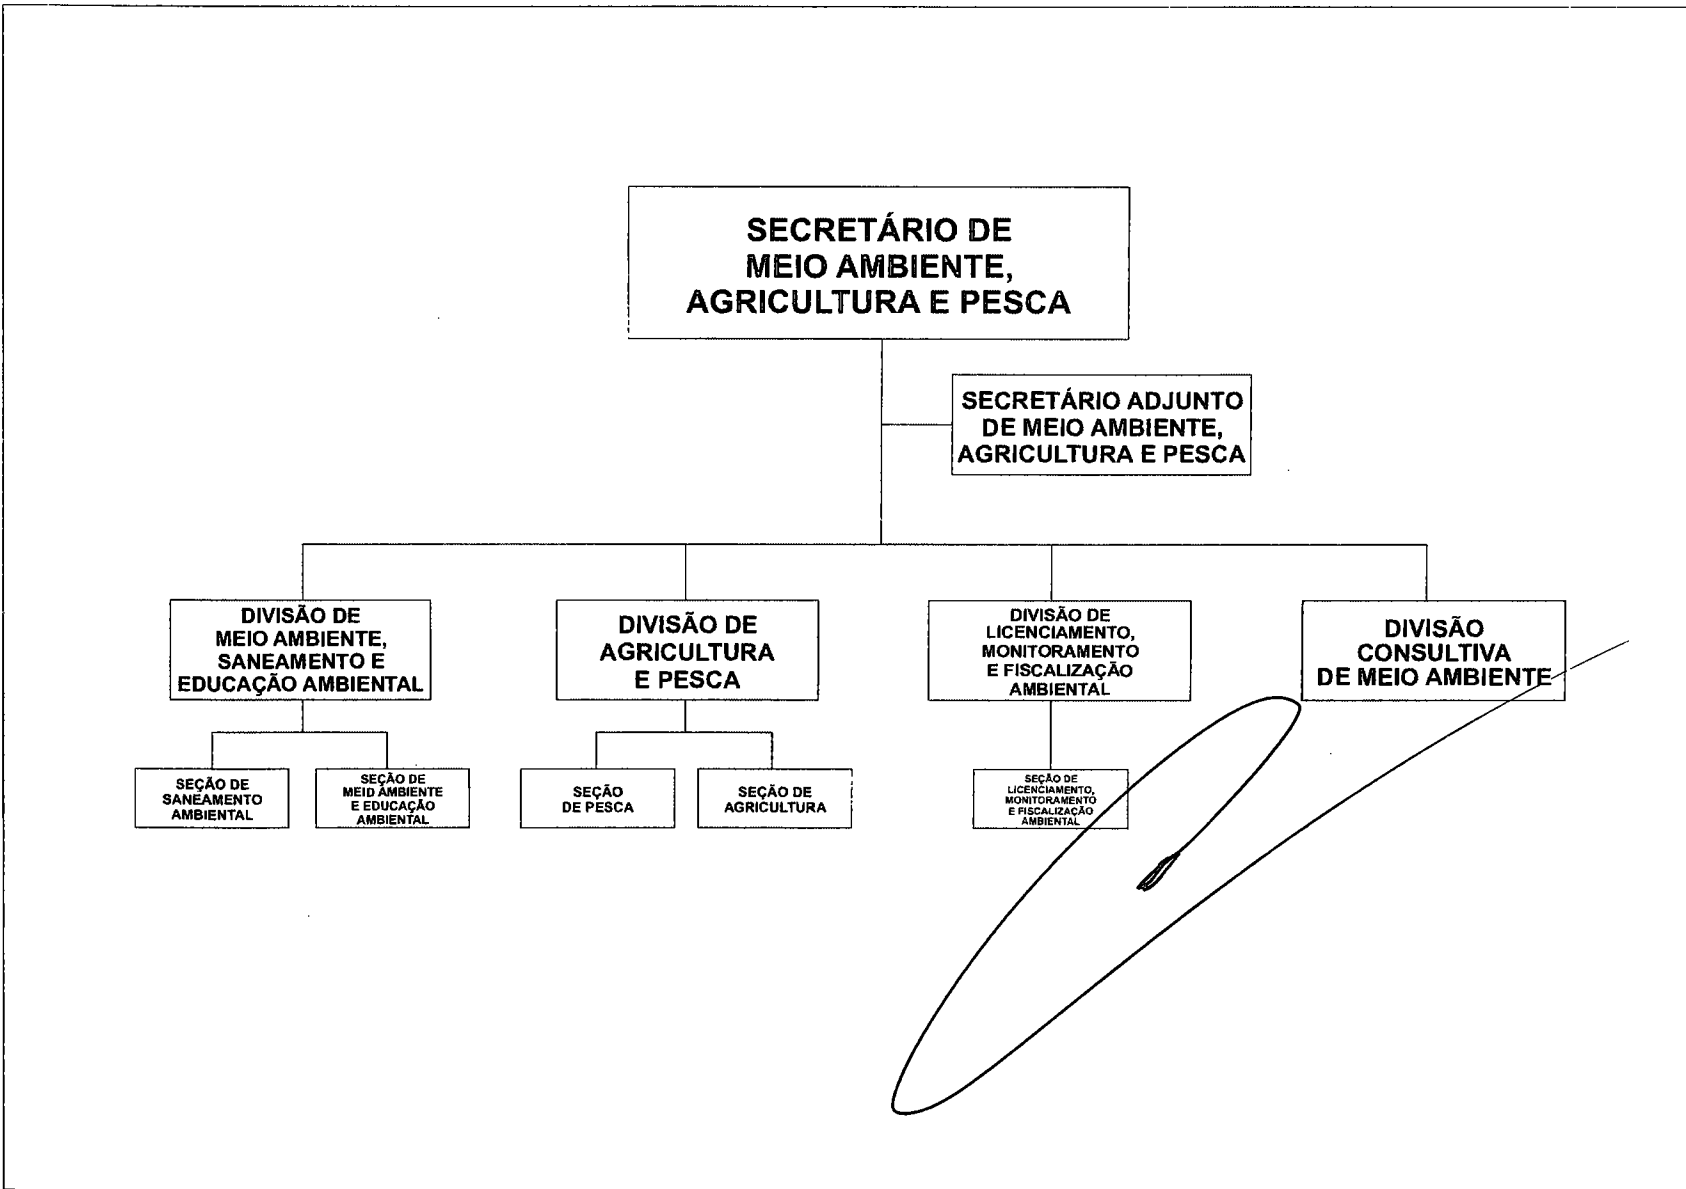 SECRETÁRIO DE
MEIO AMBIENTE,
AGRICULTURA E PESCA
SECRETÁRIO ADJUNTO
DE MEIO AMBIENTE,
AGRICULTURA E PESCA
DIVISÃO DE
MEIO AMBIENTE,
SANEAMENTO E
EDUCAÇÃO AMBIENTAL
DIVISÃO DE
AGRICULTURA
E PESCA
DIVISÃO DE
LICENCIAMENTO,
MONITORAMENTO
E FISCALIZAÇÃO
AMBIENTAL
DIVISÃO
CONSULTIVA
DE MEIO AMBIENTE
SEÇÃO DE
SANEAMENTO
AMBIENTAL
SEÇÃO DE
MEIO AMBIENTE
E EDUCAÇÃO
AMBIENTAL
SEÇÃO
DE PESCA
SEÇÃO DE
AGRICULTURA
SEÇÃO DE
LICENCIAMENTO,
MONITORAMENTO
E FISCALIZAÇÃO
AMBIENTAL